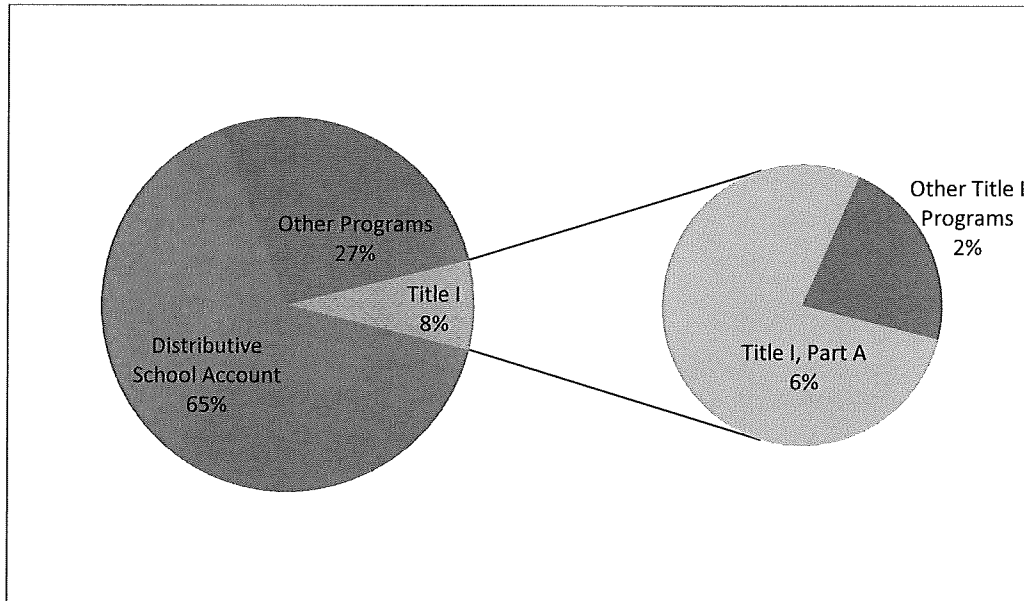 Other Programs
27%
Title I
8%
Distributive
School Account
65%
Other Title
Programs
2%
Title I, Part A
6%